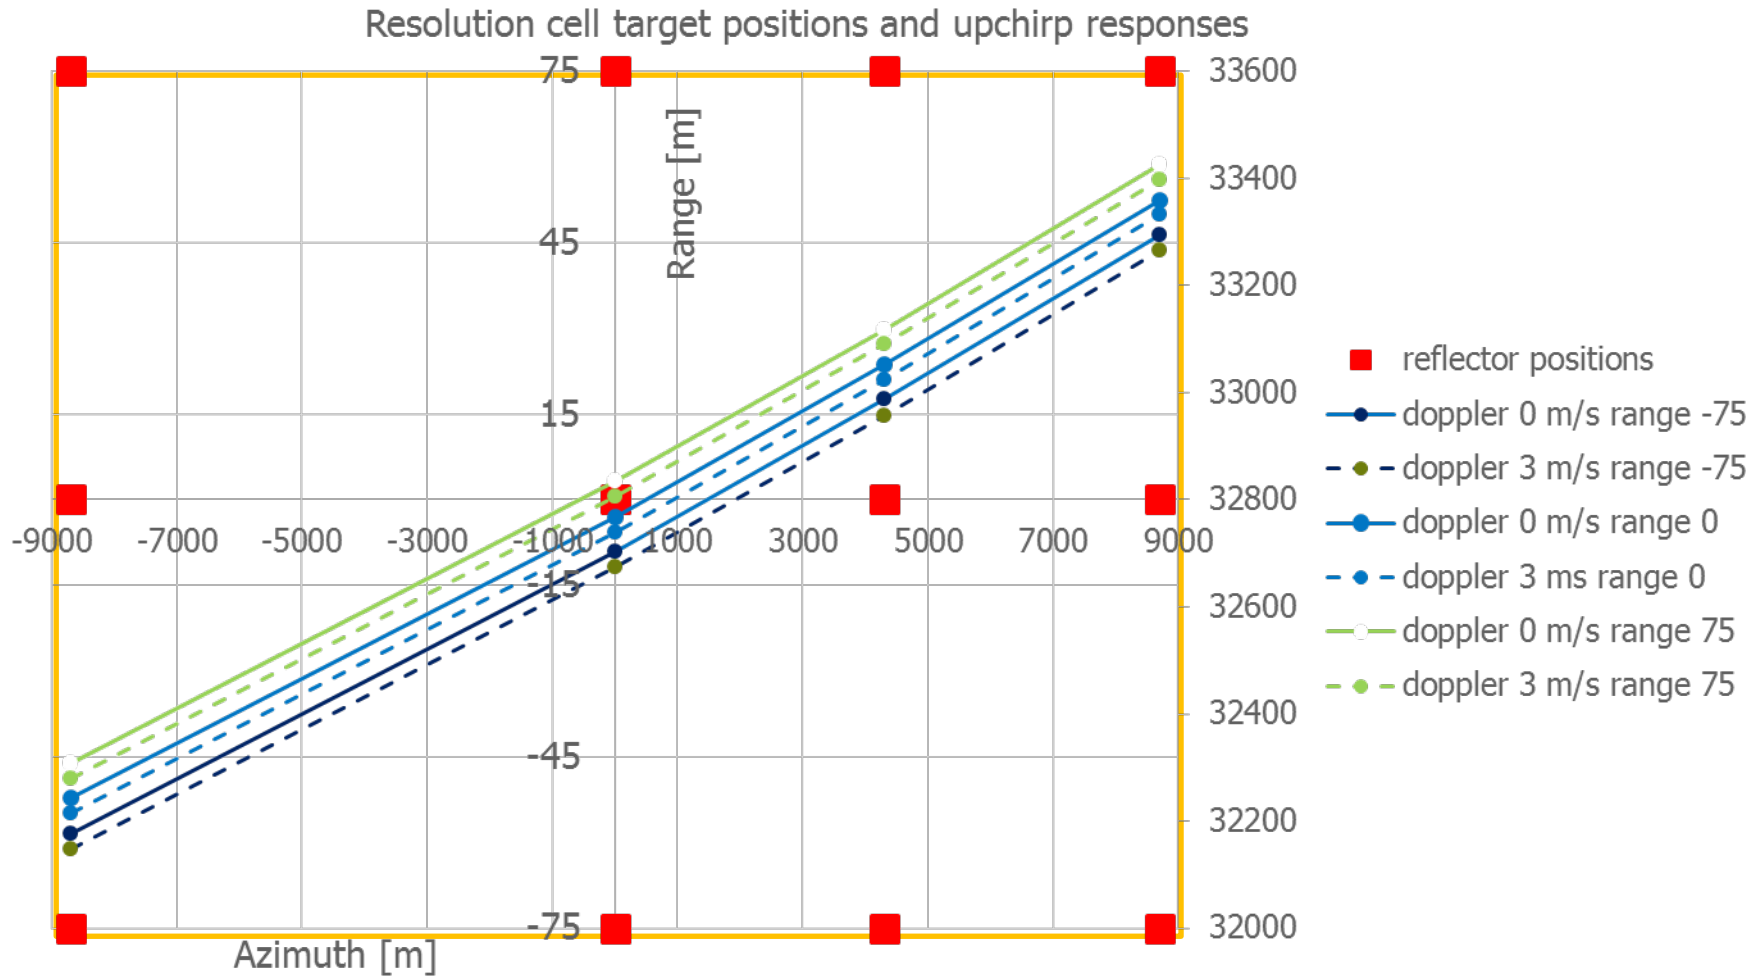 Resolution cell target positions and upchirp responses
75
45
15
-15
-45
-75
Range [m]
-9000 -7000 -5000 -3000 -1000 1000 3000 5000 7000 9000
Azimuth [m]
33600
33400
33200
33000
32800
32600
32400
32200
32000
reflector positions
doppler 0 m/s range -75
doppler 3 m/s range -75
doppler 0 m/s range 0
doppler 3 ms range 0
doppler 0 m/s range 75
doppler 3 m/s range 75